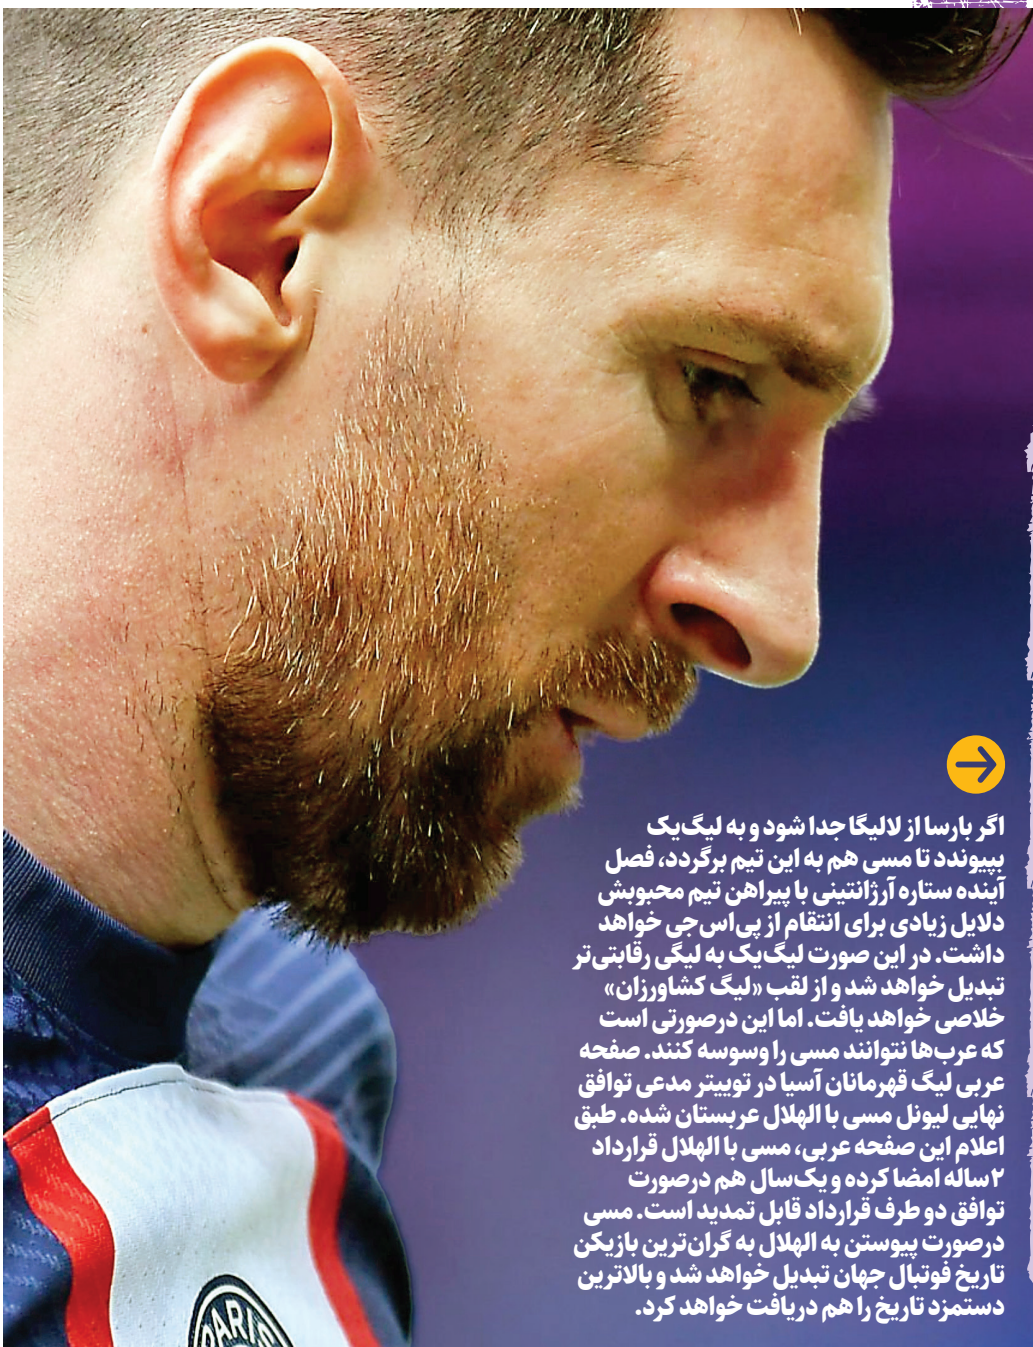 اگر بارسا از لالیگا جدا شود و به لیگ‌یک
بپیوندد تا مسی هم به این تیم برگردد، فصل
آینده ستاره آرژانتینی با پیراهن تیم محبوبش
دلایل زیادی برای انتقام از پی‌اس‌جی خواهد
داشت. در این صورت لیگ‌یک به لیگی رقابتی‌تر
تبدیل خواهد شد و از لقب «لیگ کشاورزان»
خلاصی خواهد یافت. اما این درصورتی است
که عرب‌ها نتوانند مسی را وسوسه کنند. صفحه
عربی لیگ قهرمانان آسیا در توییتر مدعی توافق
نهایی لیونل مسی با الهلال عربستان شده. طبق
اعلام این صفحه عربی، مسی با الهلال قرارداد
۲ساله امضا کرده و یک‌سال هم درصورت
توافق دو طرف قرارداد قابل تمدید است. مسی
درصورت پیوستن به الهلال به گران‌ترین بازیکن
تاریخ فوتبال جهان تبدیل خواهد شد و بالاترین
دستمزد تاریخ را هم دریافت خواهد کرد.